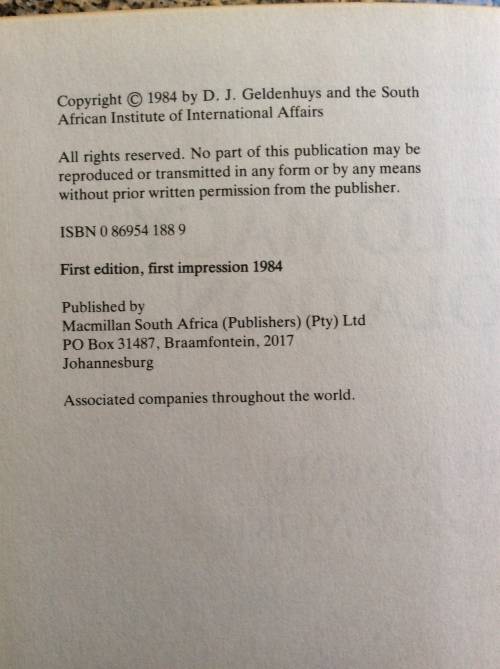 Copyright © 1984 by D. J. Geldenhuys and the South
African Institute of International Affairs
All rights reserved. No part of this publication may be
reproduced or transmitted in any form or by any means
without prior written permission from the publisher.
ISBN 0 86954 188 9
First edition, first impression 1984
Published by
Macmillan South Africa (Publishers) (Pty) Ltd
PO Box 31487, Braamfontein, 2017
Johannesburg
Associated companies throughout the world.